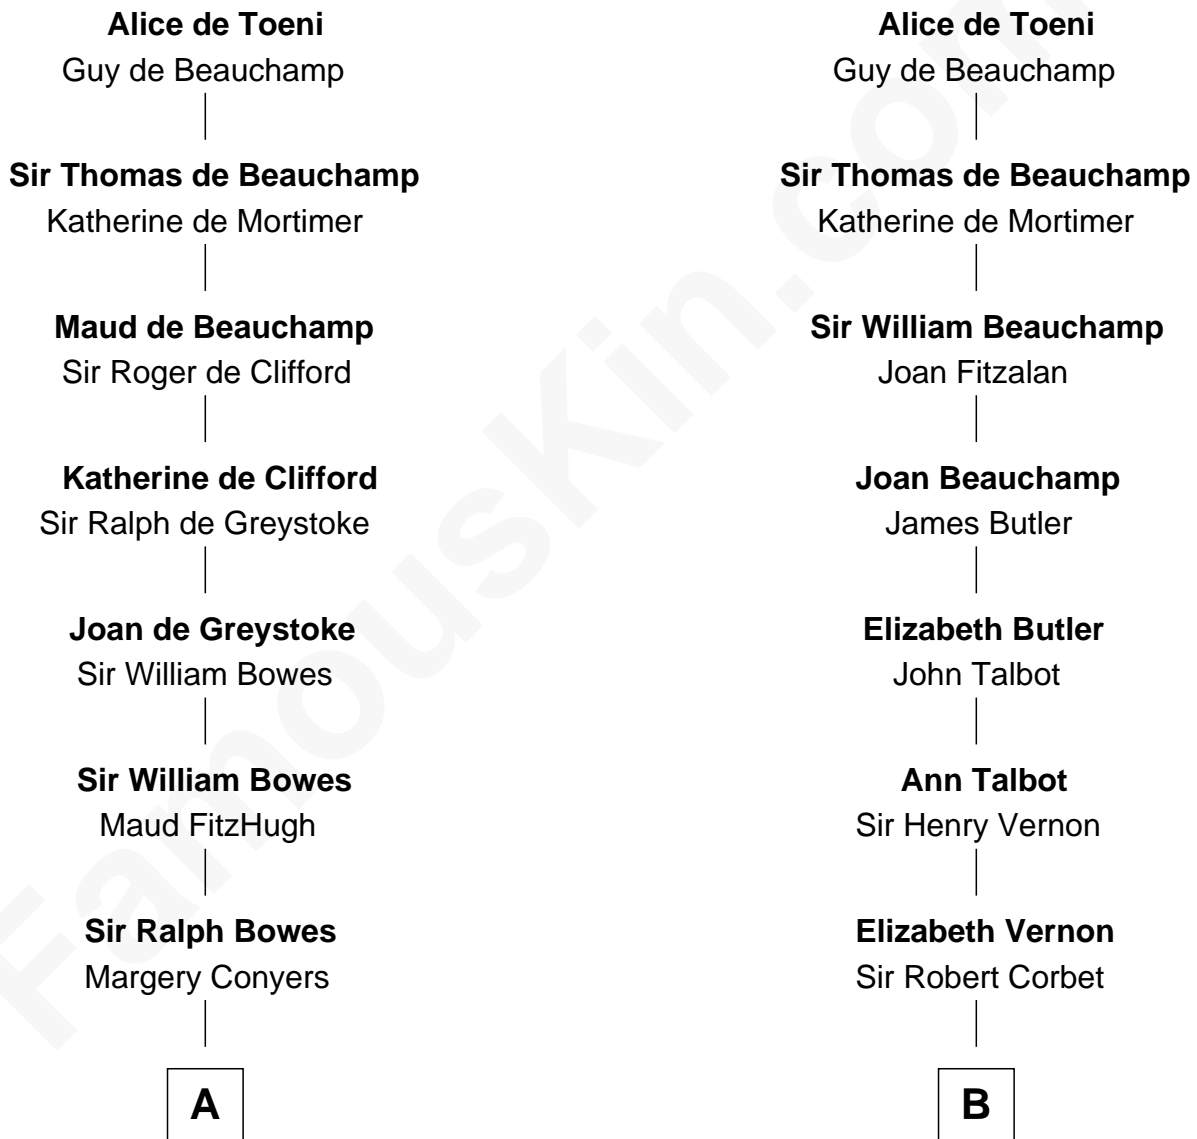 Alice de Toeni
Guy de Beauchamp
Sir Thomas de Beauchamp
Katherine de Mortimer
Maud de Beauchamp
Sir Roger de Clifford
Katherine de Clifford
Sir Ralph de Greystoke
Joan de Greystoke
Sir William Bowes
Sir William Bowes
Maud FitzHugh
Sir Ralph Bowes
Margery Conyers
A
Alice de Toeni
Guy de Beauchamp
Sir Thomas de Beauchamp
Katherine de Mortimer
Sir William Beauchamp
Joan Fitzalan
Joan Beauchamp
James Butler
Elizabeth Butler
John Talbot
Ann Talbot
Sir Henry Vernon
Elizabeth Vernon
Sir Robert Corbet
B
FamousKin.com